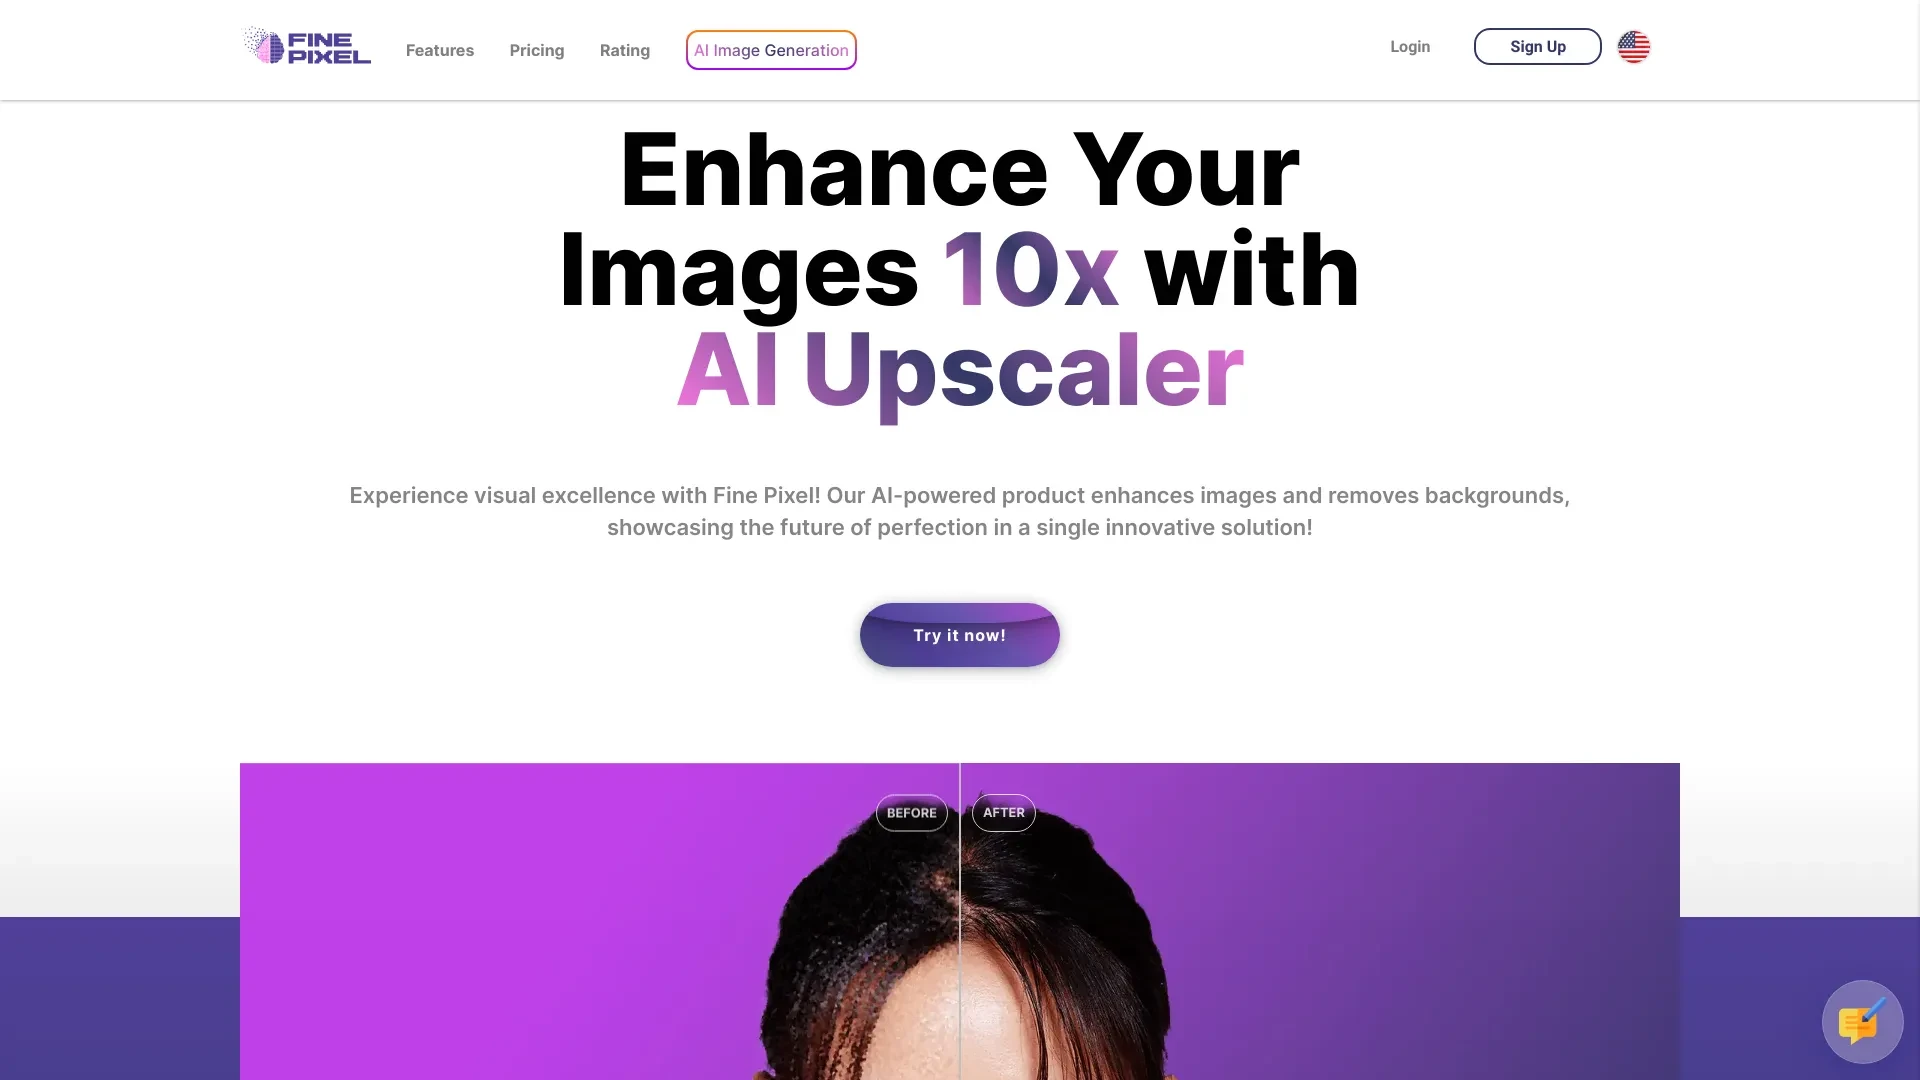 FINE
PIXEL
Features
Pricing
Rating
AI Image Generation
Login
Sign Up
Enhance Your
Images 10x with
AI Upscaler
Experience visual excellence with Fine Pixel! Our AI-powered product enhances images and removes backgrounds,
showcasing the future of perfection in a single innovative solution!
Try it now!
BEFORE
AFTER